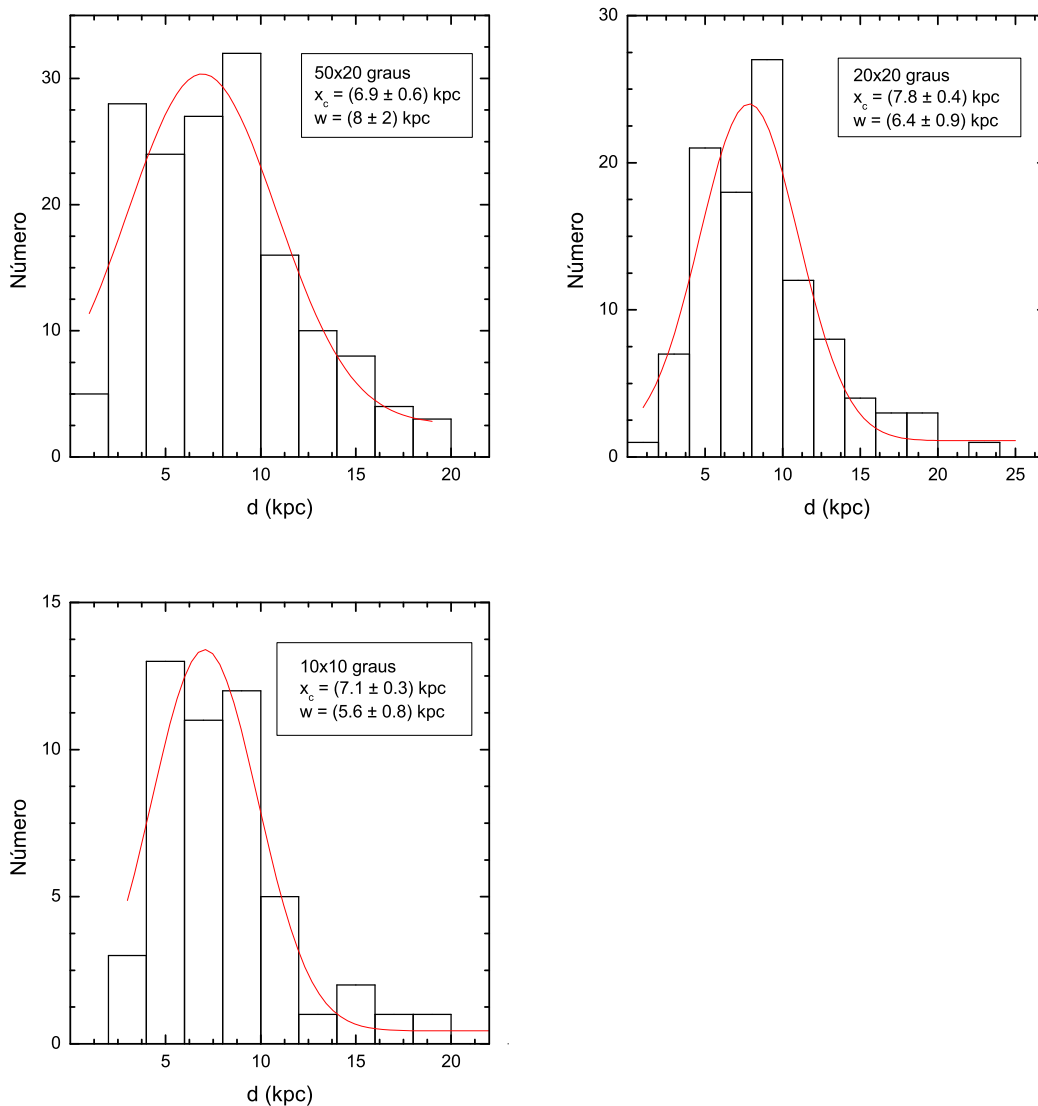 50x20 graus
x_c = (6.9 ± 0.6) kpc
w = (8 ± 2) kpc
Número
30
20
10
0
5 10 15 20
d (kpc)
20x20 graus
x_c = (7.8 ± 0.4) kpc
w = (6.4 ± 0.9) kpc
Número
30
20
10
0
5 10 15 20 25
d (kpc)
10x10 graus
x_c = (7.1 ± 0.3) kpc
w = (5.6 ± 0.8) kpc
Número
15
10
5
0
5 10 15 20
d (kpc)